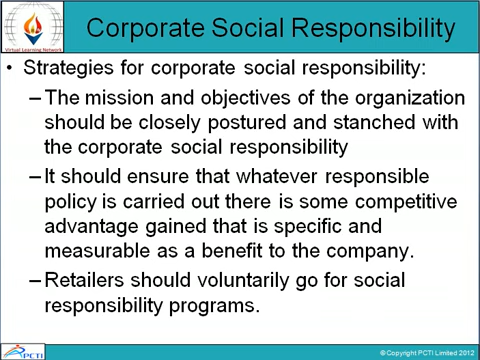 Corporate Social Responsibility
Virtual Learning Network
• Strategies for corporate social responsibility:
– The mission and objectives of the organization
should be closely postured and stanched with
the corporate social responsibility
– It should ensure that whatever responsible
policy is carried out there is some competitive
advantage gained that is specific and
measurable as a benefit to the company.
– Retailers should voluntarily go for social
responsibility programs.
PCTI
©Copyright PCTI Limited 2012